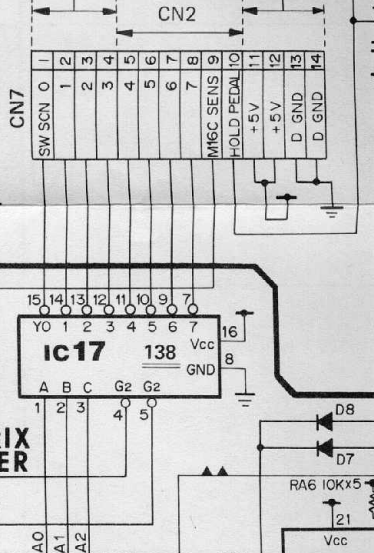 CN2
CN7
1 2 3 4 5 6 7 8 9 10 11 12 13 14
SW SCN 0 1 2 3 4 5 6 7 M16C SENS HOLD PEDAL +5V +5V D GND D GND
15 14 13 12 11 10 9 7
Y0 1 2 3 4 5 6 7
16
Vcc
IC17 138
8
GND
A B C G2 G2
1 2 3 4 5
D8
RIX
ER
D7
RA6 10K×5
21
Vcc
A0 A1 A2